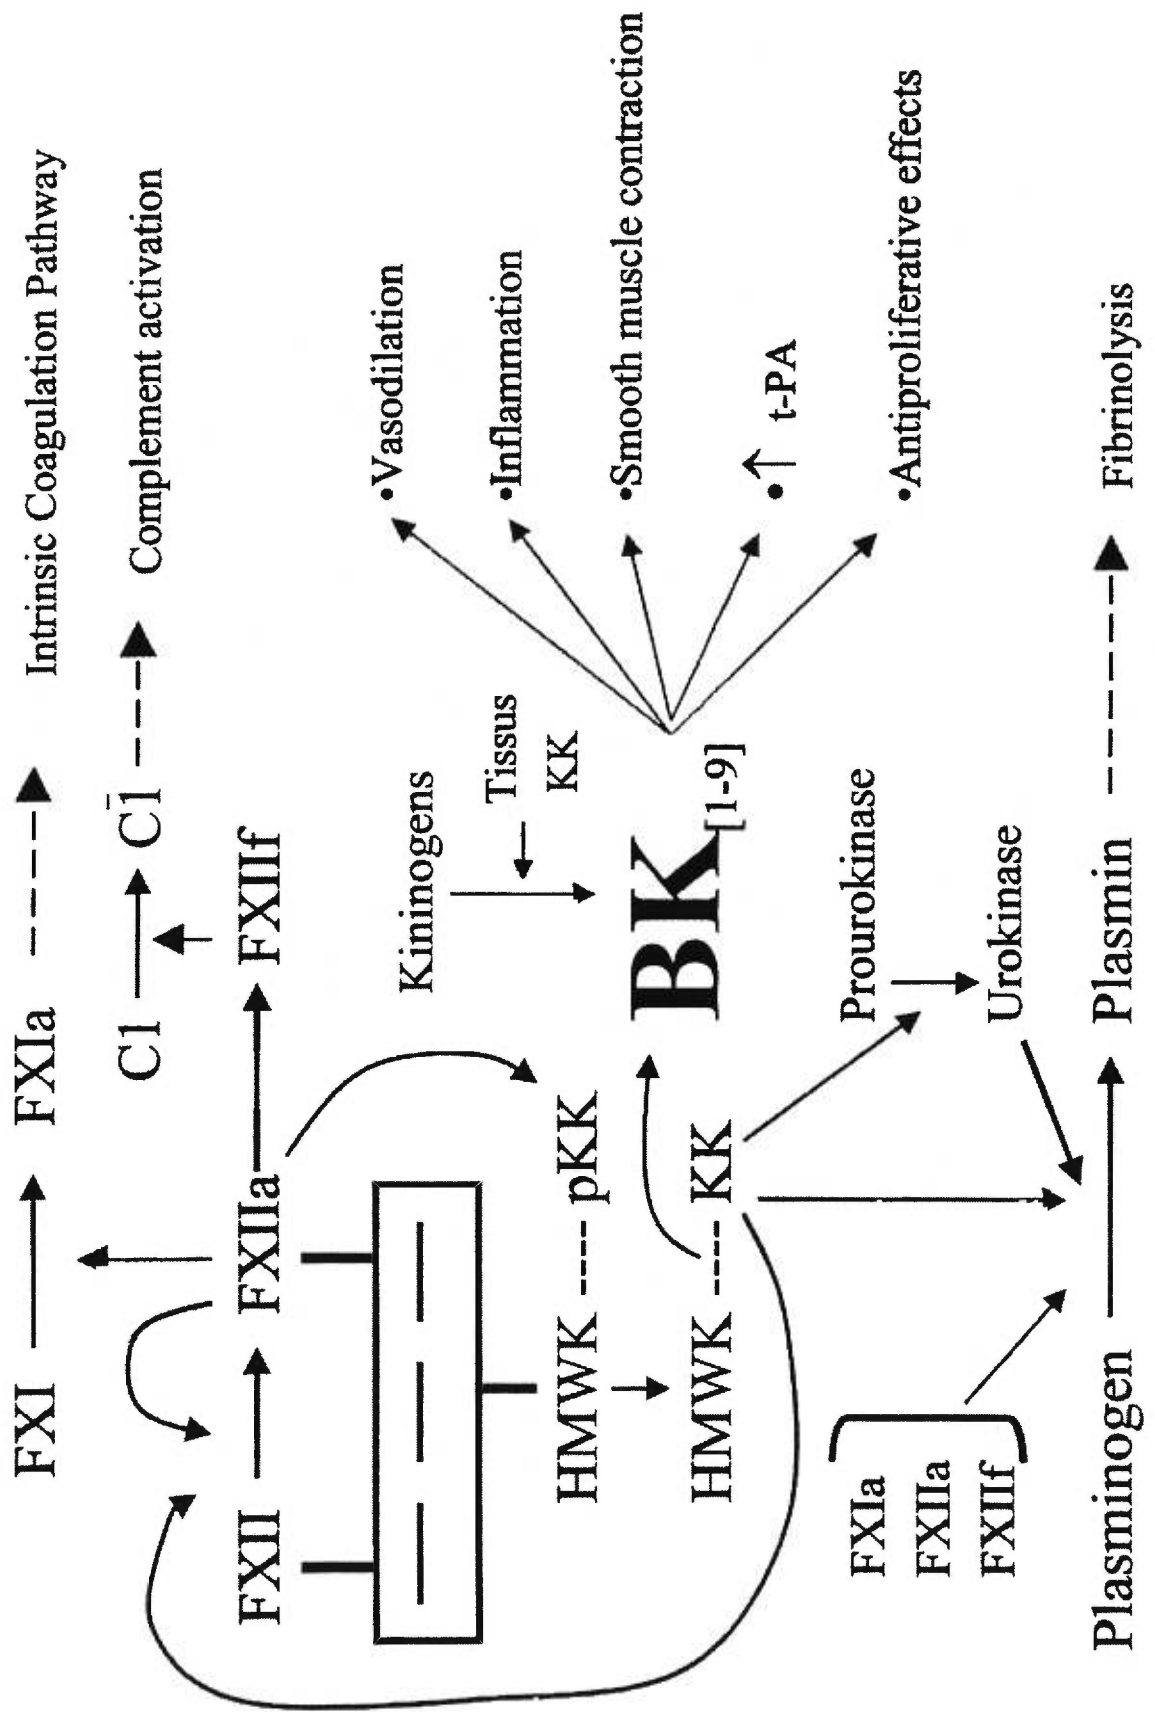 FXI
FXIa
Intrinsic Coagulation Pathway
C1
C1̄
Complement activation
FXII
FXIIa
FXIIf
Kininogens
Tissus
KK
HMWK ---- pKK
HMWK ---- KK
BK[1-9]
•Vasodilation
•Inflammation
•Smooth muscle contraction
•↑ t-PA
•Antiproliferative effects
Prourokinase
Urokinase
FXIa
FXIIa
FXIIf
Plasminogen
Plasmin
Fibrinolysis